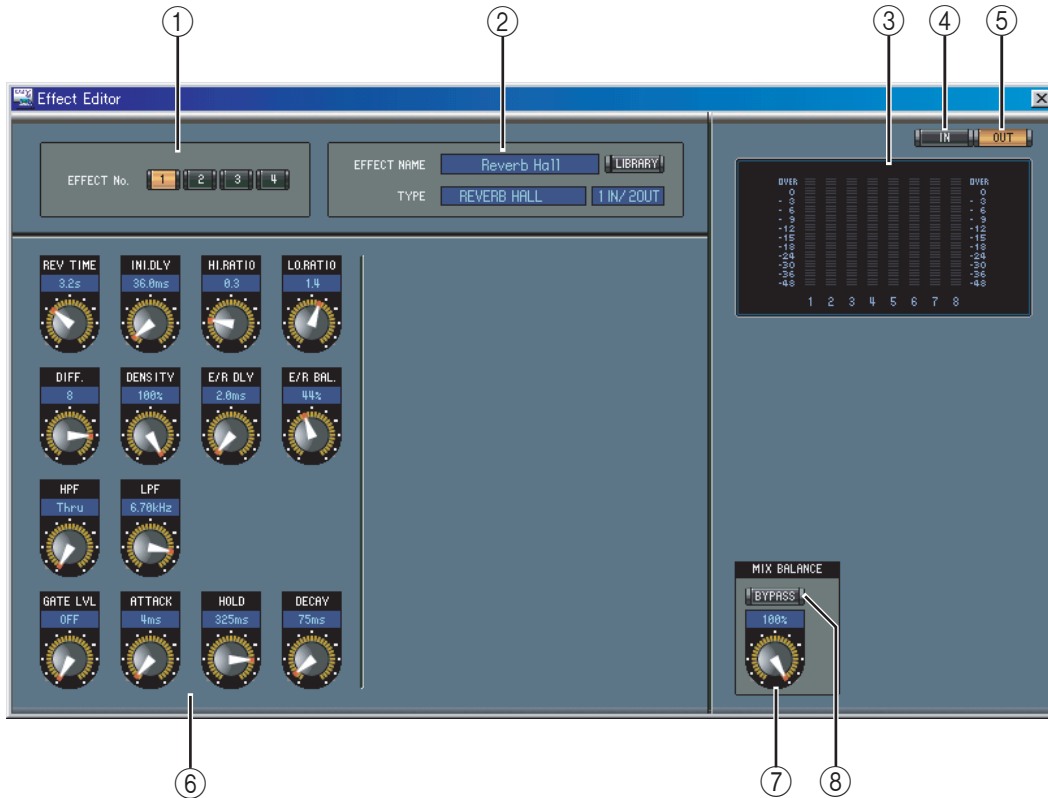 ① ② ③ ④ ⑤
Effect Editor
EFFECT No. 1 2 3 4
EFFECT NAME Reverb Hall LIBRARY
TYPE REVERB HALL 1 IN/ 2OUT
IN OUT
OVER OVER
0 0
- 3 - 3
- 6 - 6
- 9 - 9
-12 -12
-15 -15
-18 -18
-24 -24
-30 -30
-36 -36
-48 -48
1 2 3 4 5 6 7 8
REV TIME INI.DLY HI.RATIO LO.RATIO
3.2s 36.0ms 0.3 1.4
DIFF. DENSITY E/R DLY E/R BAL.
8 100% 2.0ms 44%
HPF LPF
Thru 6.70kHz
GATE LVL ATTACK HOLD DECAY
OFF 4ms 325ms 75ms
MIX BALANCE
BYPASS
100%
⑥ ⑦ ⑧